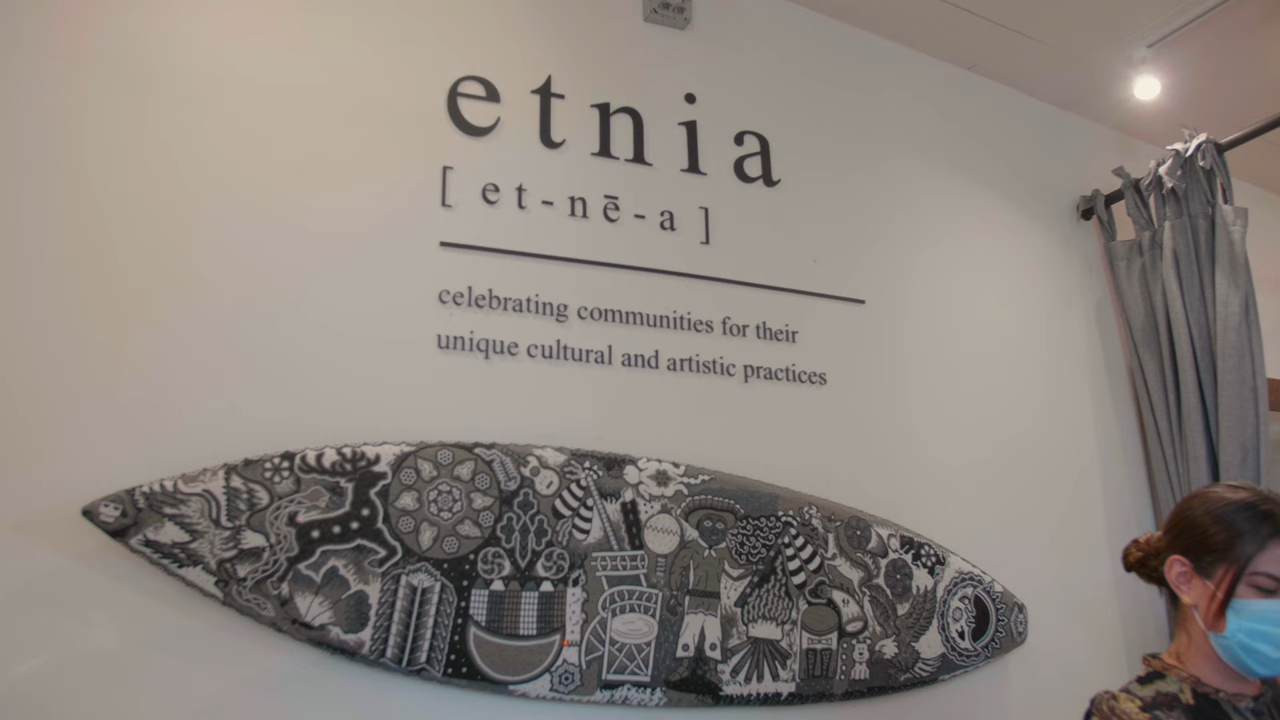 etnia
[ et-nē-a ]
celebrating communities for their
unique cultural and artistic practices